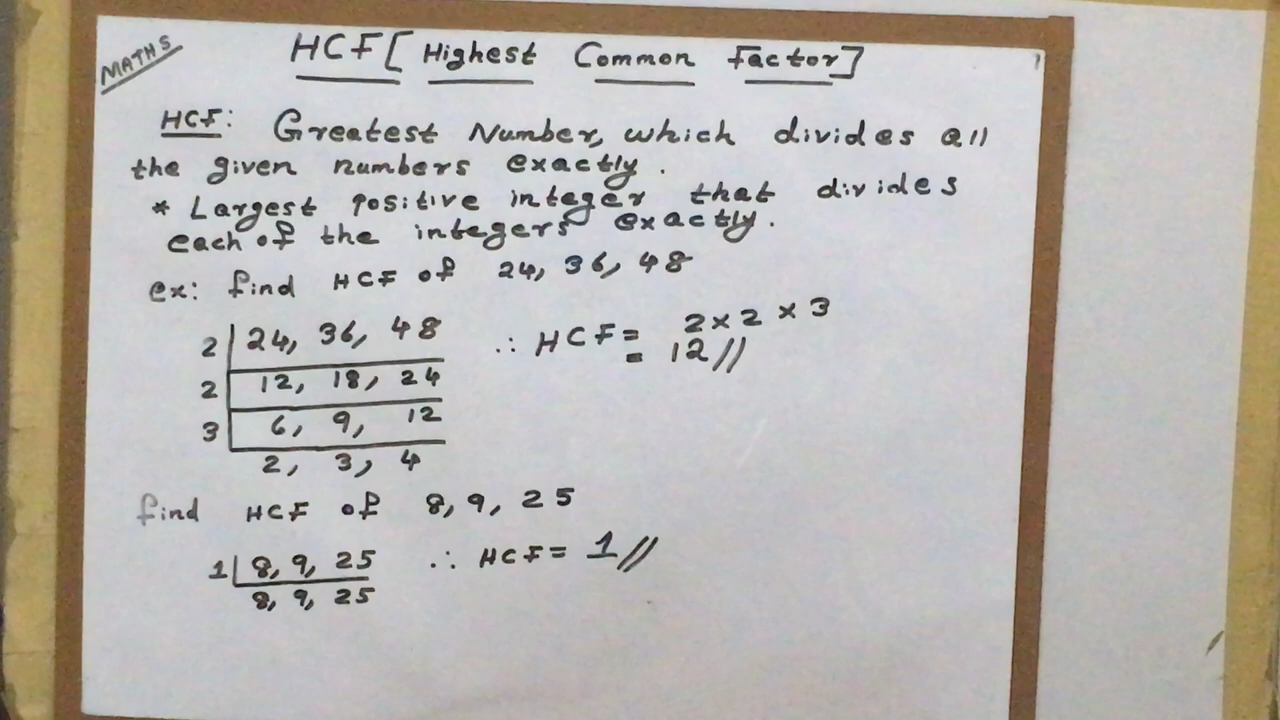 MATHS
HCF [Highest Common Factor]
HCF: Greatest Number, which divides all
the given numbers exactly.
* Largest positive integer that divides
each of the integers exactly.
ex: find HCF of 24, 36, 48
2 | 24, 36, 48
2 | 12, 18, 24
3 | 6, 9, 12
2, 3, 4
∴ HCF = 2 × 2 × 3
= 12 //
find HCF of 8, 9, 25
1 | 8, 9, 25
8, 9, 25
∴ HCF = 1 //